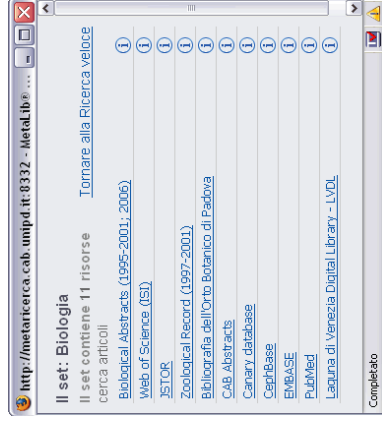 http://metaricerca.cab.unipd.it:8332 - MetaLib® ...
Il set: Biologia
Il set contiene 11 risorse
Tornare alla Ricerca veloce
cerca articoli
Biological Abstracts (1995-2001; 2006)
Web of Science (ISI)
JSTOR
Zoological Record (1997-2001)
Bibliografia dell'Orto Botanico di Padova
CAB Abstracts
Canary database
CephBase
EMBASE
PubMed
Laguna di Venezia Digital Library - LVDL
Completato